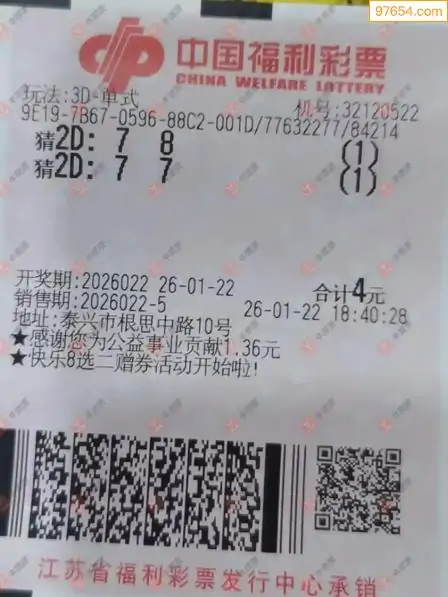 97654.com
中国福利彩票
CHINA WELFARE LOTTERY
玩法:3D-单式
机号:32120522
9E19-7B67-0596-88C2-001D/77632277/84214
猜2D: 7 8 (1)
猜2D: 7 7 (1)
开奖期:2026022 26-01-22 合计4元
销售期:2026022-5 26-01-22 18:40:28
地址:泰兴市根思中路10号
★感谢您为公益事业贡献1.36元
★快乐8选二赠券活动开始啦!
江苏省福利彩票发行中心承销